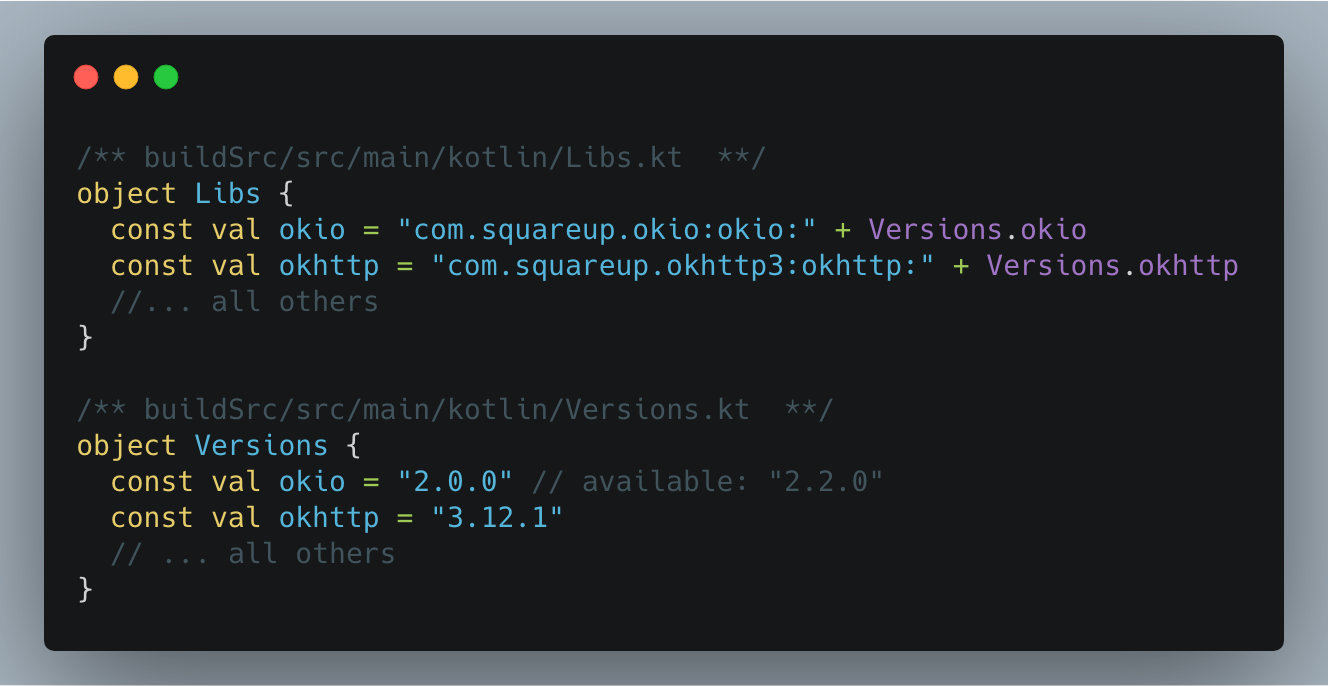 /** buildSrc/src/main/kotlin/Libs.kt  **/
object Libs {
  const val okio = "com.squareup.okio:okio:" + Versions.okio
  const val okhttp = "com.squareup.okhttp3:okhttp:" + Versions.okhttp
  //... all others
}

/** buildSrc/src/main/kotlin/Versions.kt  **/
object Versions {
  const val okio = "2.0.0" // available: "2.2.0"
  const val okhttp = "3.12.1"
  // ... all others
}